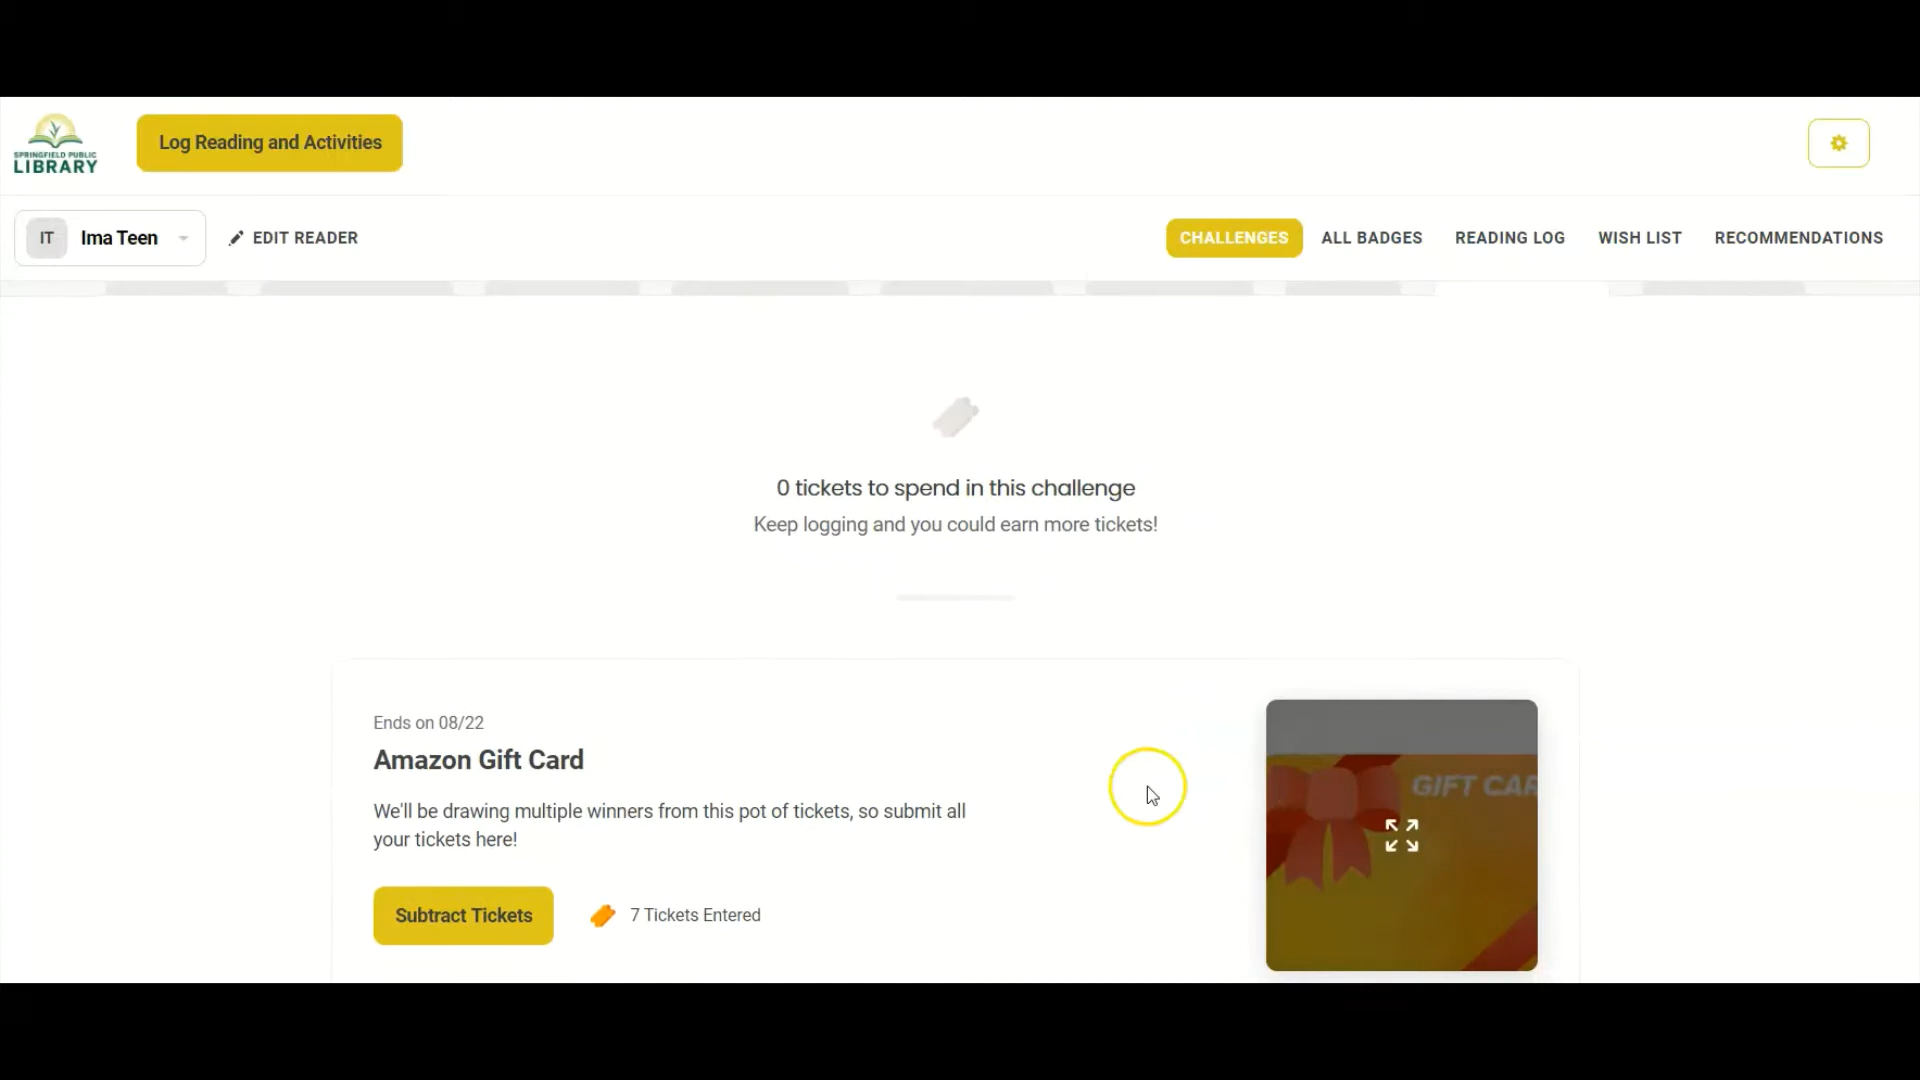 SPRINGFIELD PUBLIC
LIBRARY
Log Reading and Activities
IT Ima Teen
EDIT READER
CHALLENGES
ALL BADGES
READING LOG
WISH LIST
RECOMMENDATIONS
0 tickets to spend in this challenge
Keep logging and you could earn more tickets!
Ends on 08/22
Amazon Gift Card
We'll be drawing multiple winners from this pot of tickets, so submit all
your tickets here!
Subtract Tickets
7 Tickets Entered
GIFT CAR